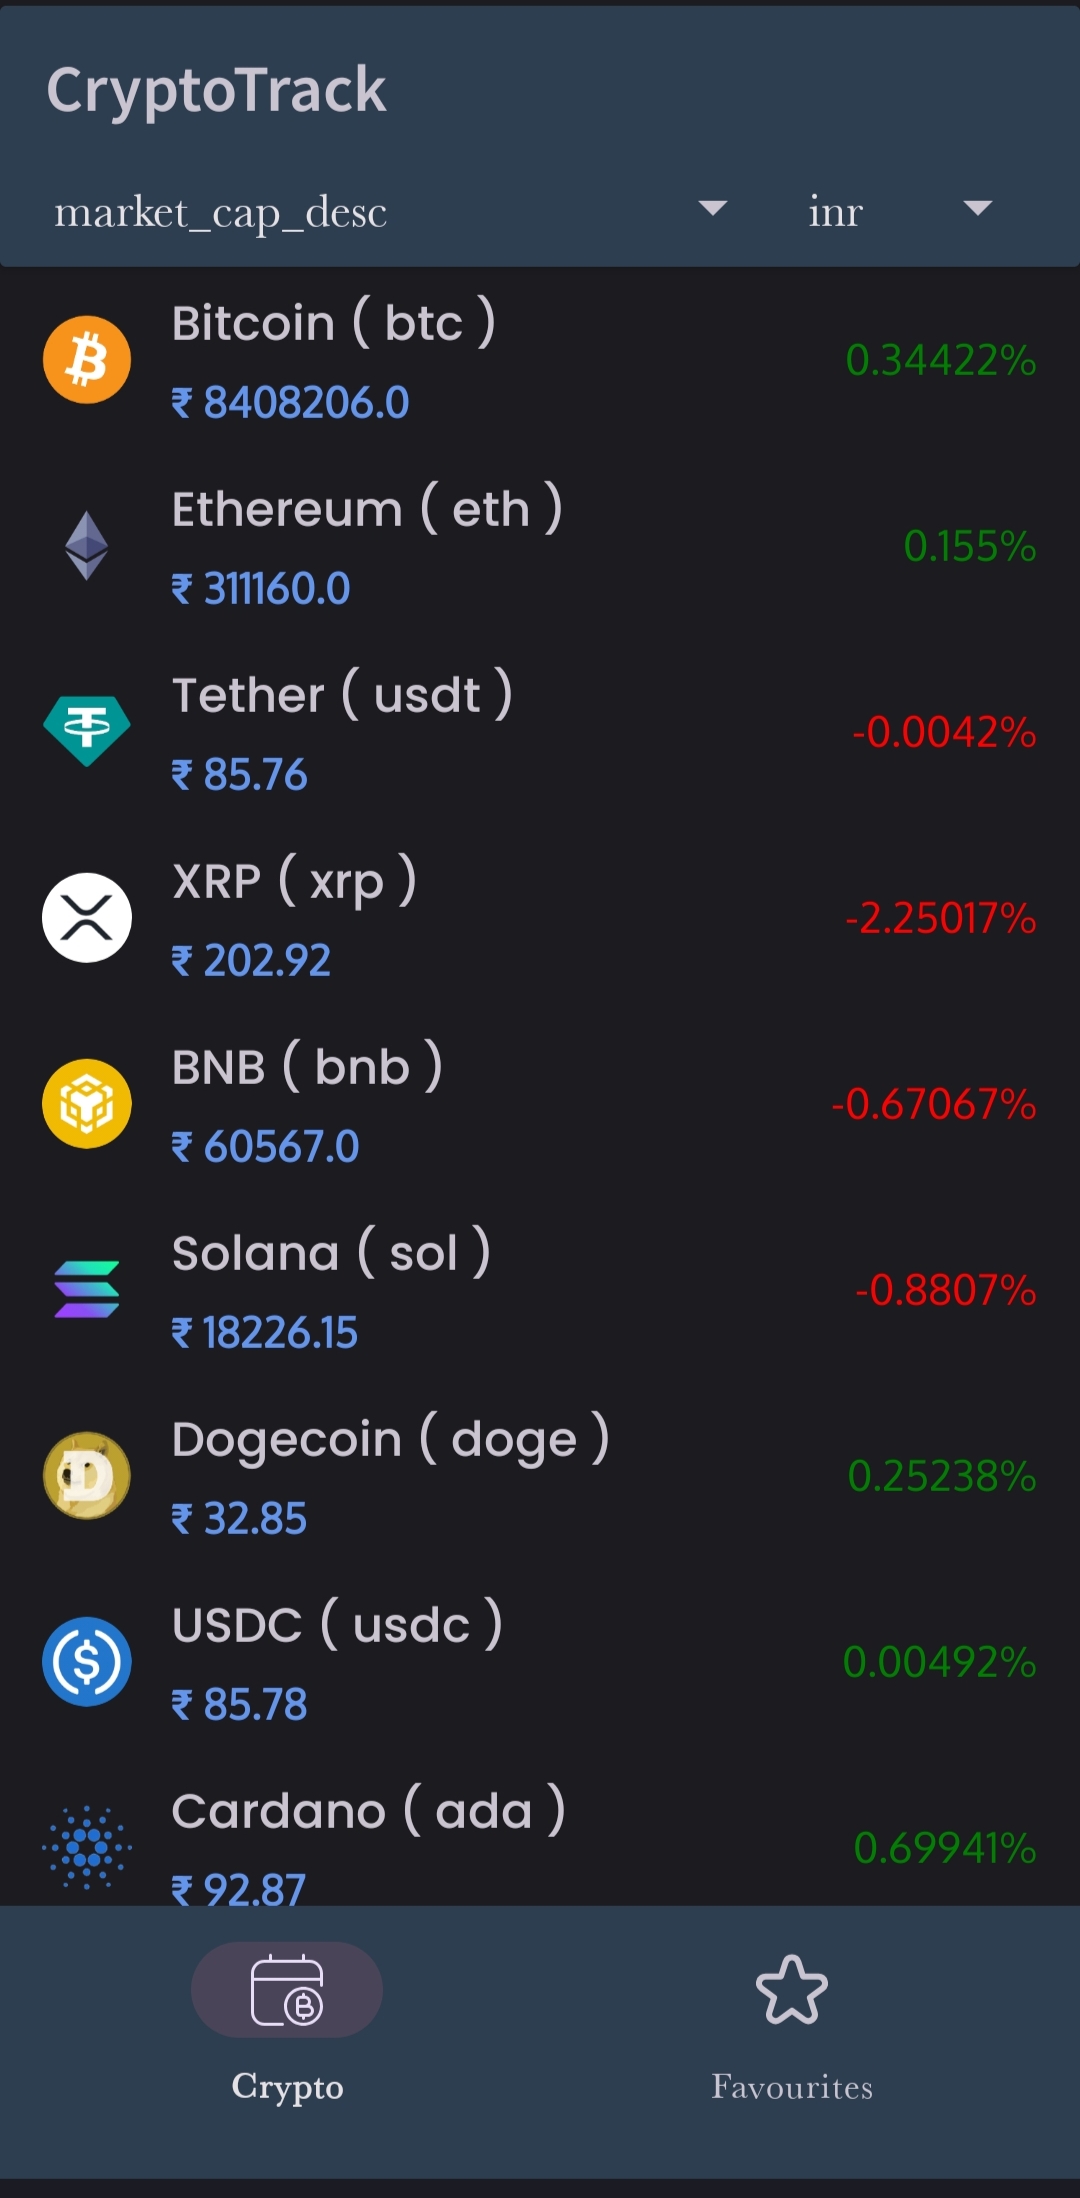 CryptoTrack
market_cap_desc inr
Bitcoin ( btc )
0.34422%
₹ 8408206.0
Ethereum ( eth )
0.155%
₹ 311160.0
Tether ( usdt )
-0.0042%
₹ 85.76
XRP ( xrp )
-2.25017%
₹ 202.92
BNB ( bnb )
-0.67067%
₹ 60567.0
Solana ( sol )
-0.8807%
₹ 18226.15
Dogecoin ( doge )
0.25238%
₹ 32.85
USDC ( usdc )
0.00492%
₹ 85.78
Cardano ( ada )
0.69941%
₹ 92.87
Crypto Favourites